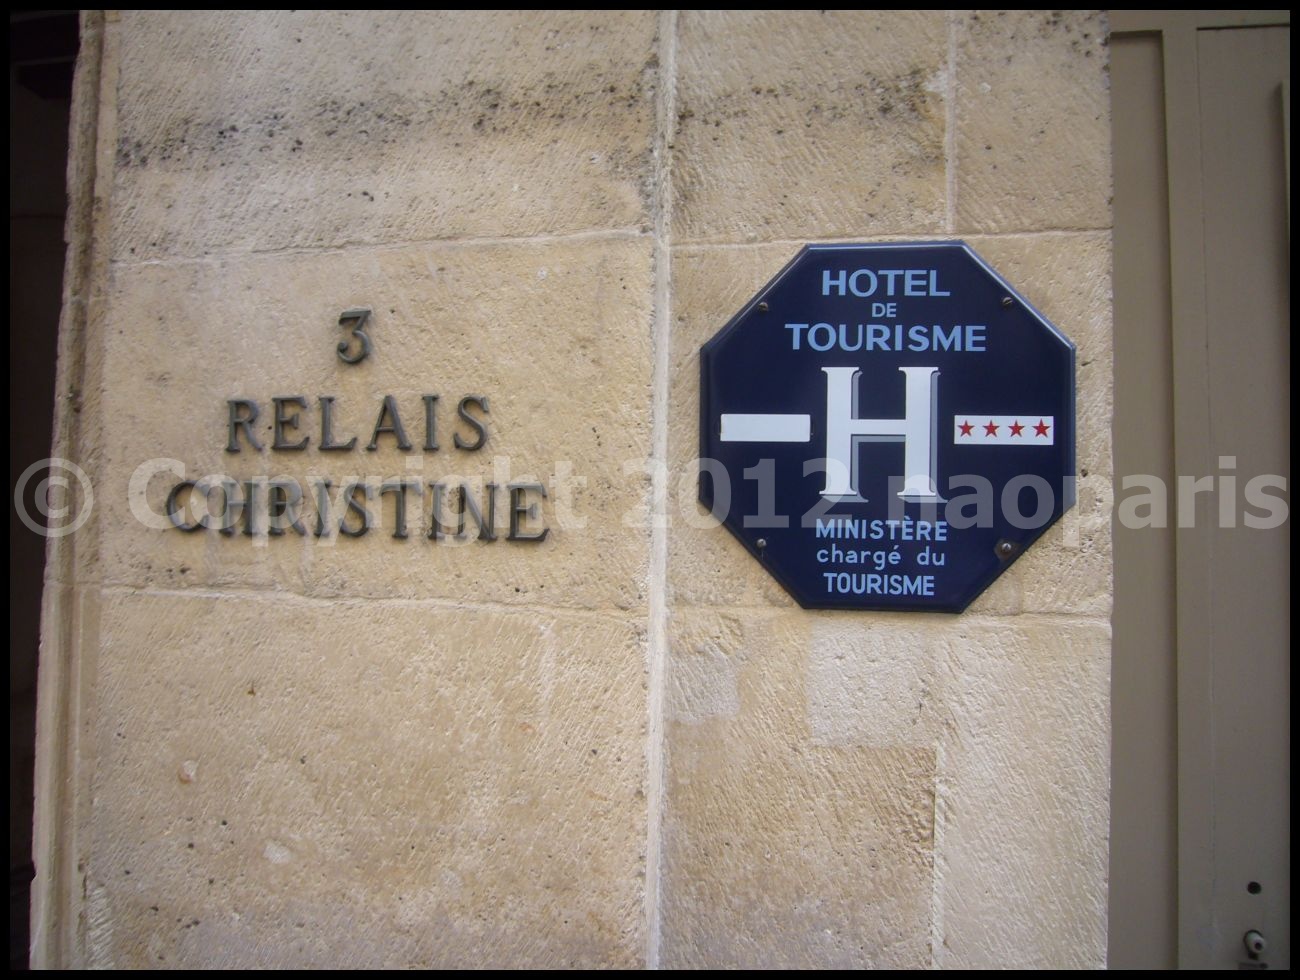 3
RELAIS
CHRISTINE
HOTEL
DE
TOURISME
H
MINISTÈRE
chargé du
TOURISME
© Copyright 2012 naoparis